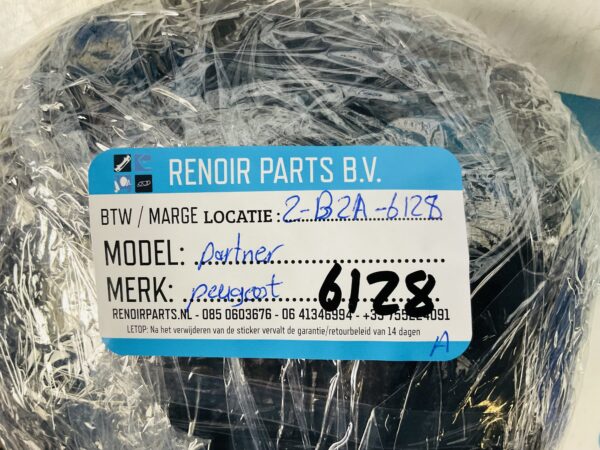 RENOIR PARTS B.V.
BTW / MARGE LOCATIE : 2-B2A-6128
MODEL: partner
MERK: peugeot 6128
RENOIRPARTS.NL - 085 0603676 - 06 41346994 -
LETOP: Na het verwijderen van de sticker vervalt de garantie/retourbeleid van 14 dagen
A